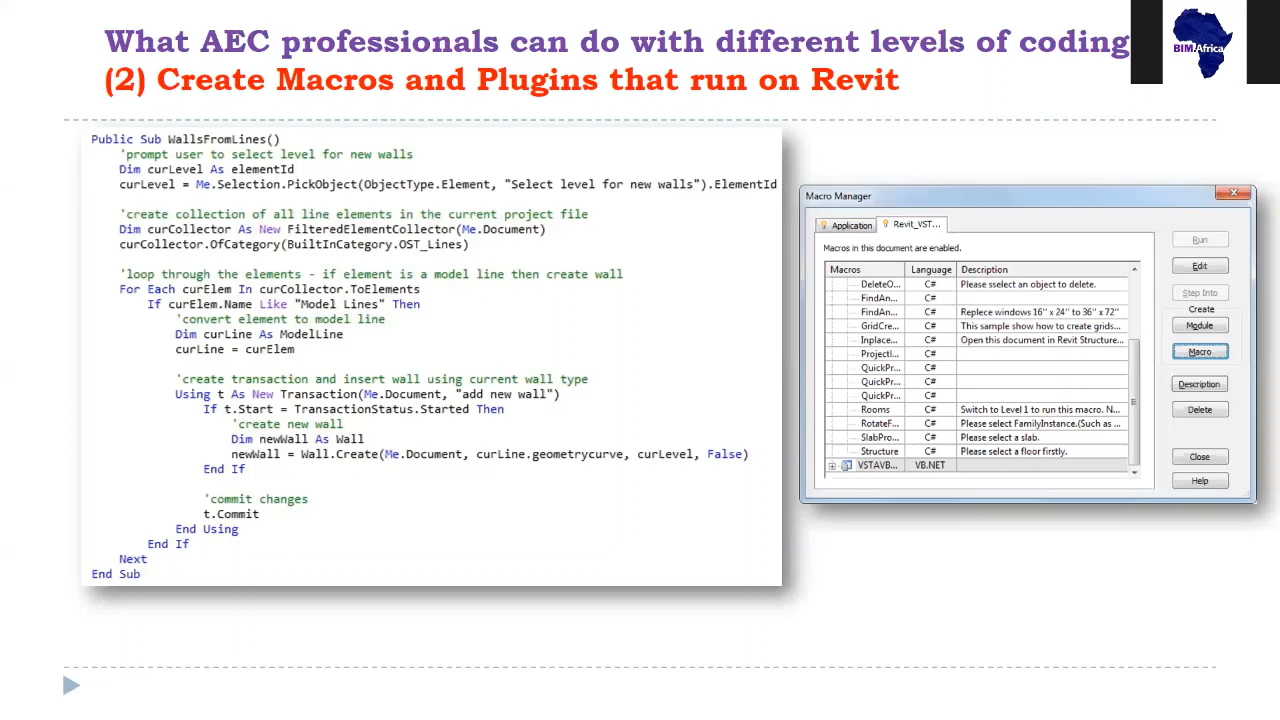 What AEC professionals can do with different levels of coding
(2) Create Macros and Plugins that run on Revit
BIM.Africa
Public Sub WallsFromLines()
'prompt user to select level for new walls
Dim curLevel As elementId
curLevel = Me.Selection.PickObject(ObjectType.Element, "Select level for new walls").ElementId
'create collection of all line elements in the current project file
Dim curCollector As New FilteredElementCollector(Me.Document)
curCollector.OfCategory(BuiltInCategory.OST_Lines)
'loop through the elements - if element is a model line then create wall
For Each curElem In curCollector.ToElements
If curElem.Name Like "Model Lines" Then
'convert element to model line
Dim curLine As ModelLine
curLine = curElem
'create transaction and insert wall using current wall type
Using t As New Transaction(Me.Document, "add new wall")
If t.Start = TransactionStatus.Started Then
'create new wall
Dim newWall As Wall
newWall = Wall.Create(Me.Document, curLine.geometrycurve, curLevel, False)
End If
'commit changes
t.Commit
End Using
End If
Next
End Sub
Macro Manager
Application Revit_VST...
Macros in this document are enabled.
Macros Language Description
DeleteO... C# Please sselect an object to delete.
FindAn... C#
FindAn... C# Replece windows 16" x 24" to 36" x 72"
GridCre... C# This sample show how to create grids...
Inplace... C# Open this document in Revit Structure...
ProjectI... C#
QuickPr... C#
QuickPr... C#
QuickPr... C#
Rooms C# Switch to Level 1 to run this macro. N...
RotateF... C# Please select FamilyInstance.(Such as ...
SlabPro... C# Please select a slab.
Structure C# Please select a floor firstly.
VSTAVB... VB.NET
Run
Edit
Step Into
Create
Module
Macro
Description
Delete
Close
Help